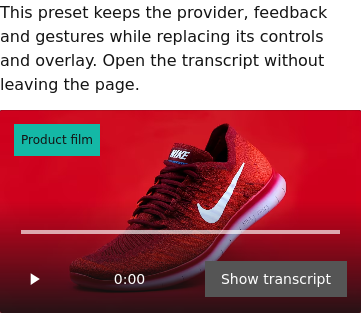 This preset keeps the provider, feedback
and gestures while replacing its controls
and overlay. Open the transcript without
leaving the page.
Product film
NIKE
0:00
Show transcript